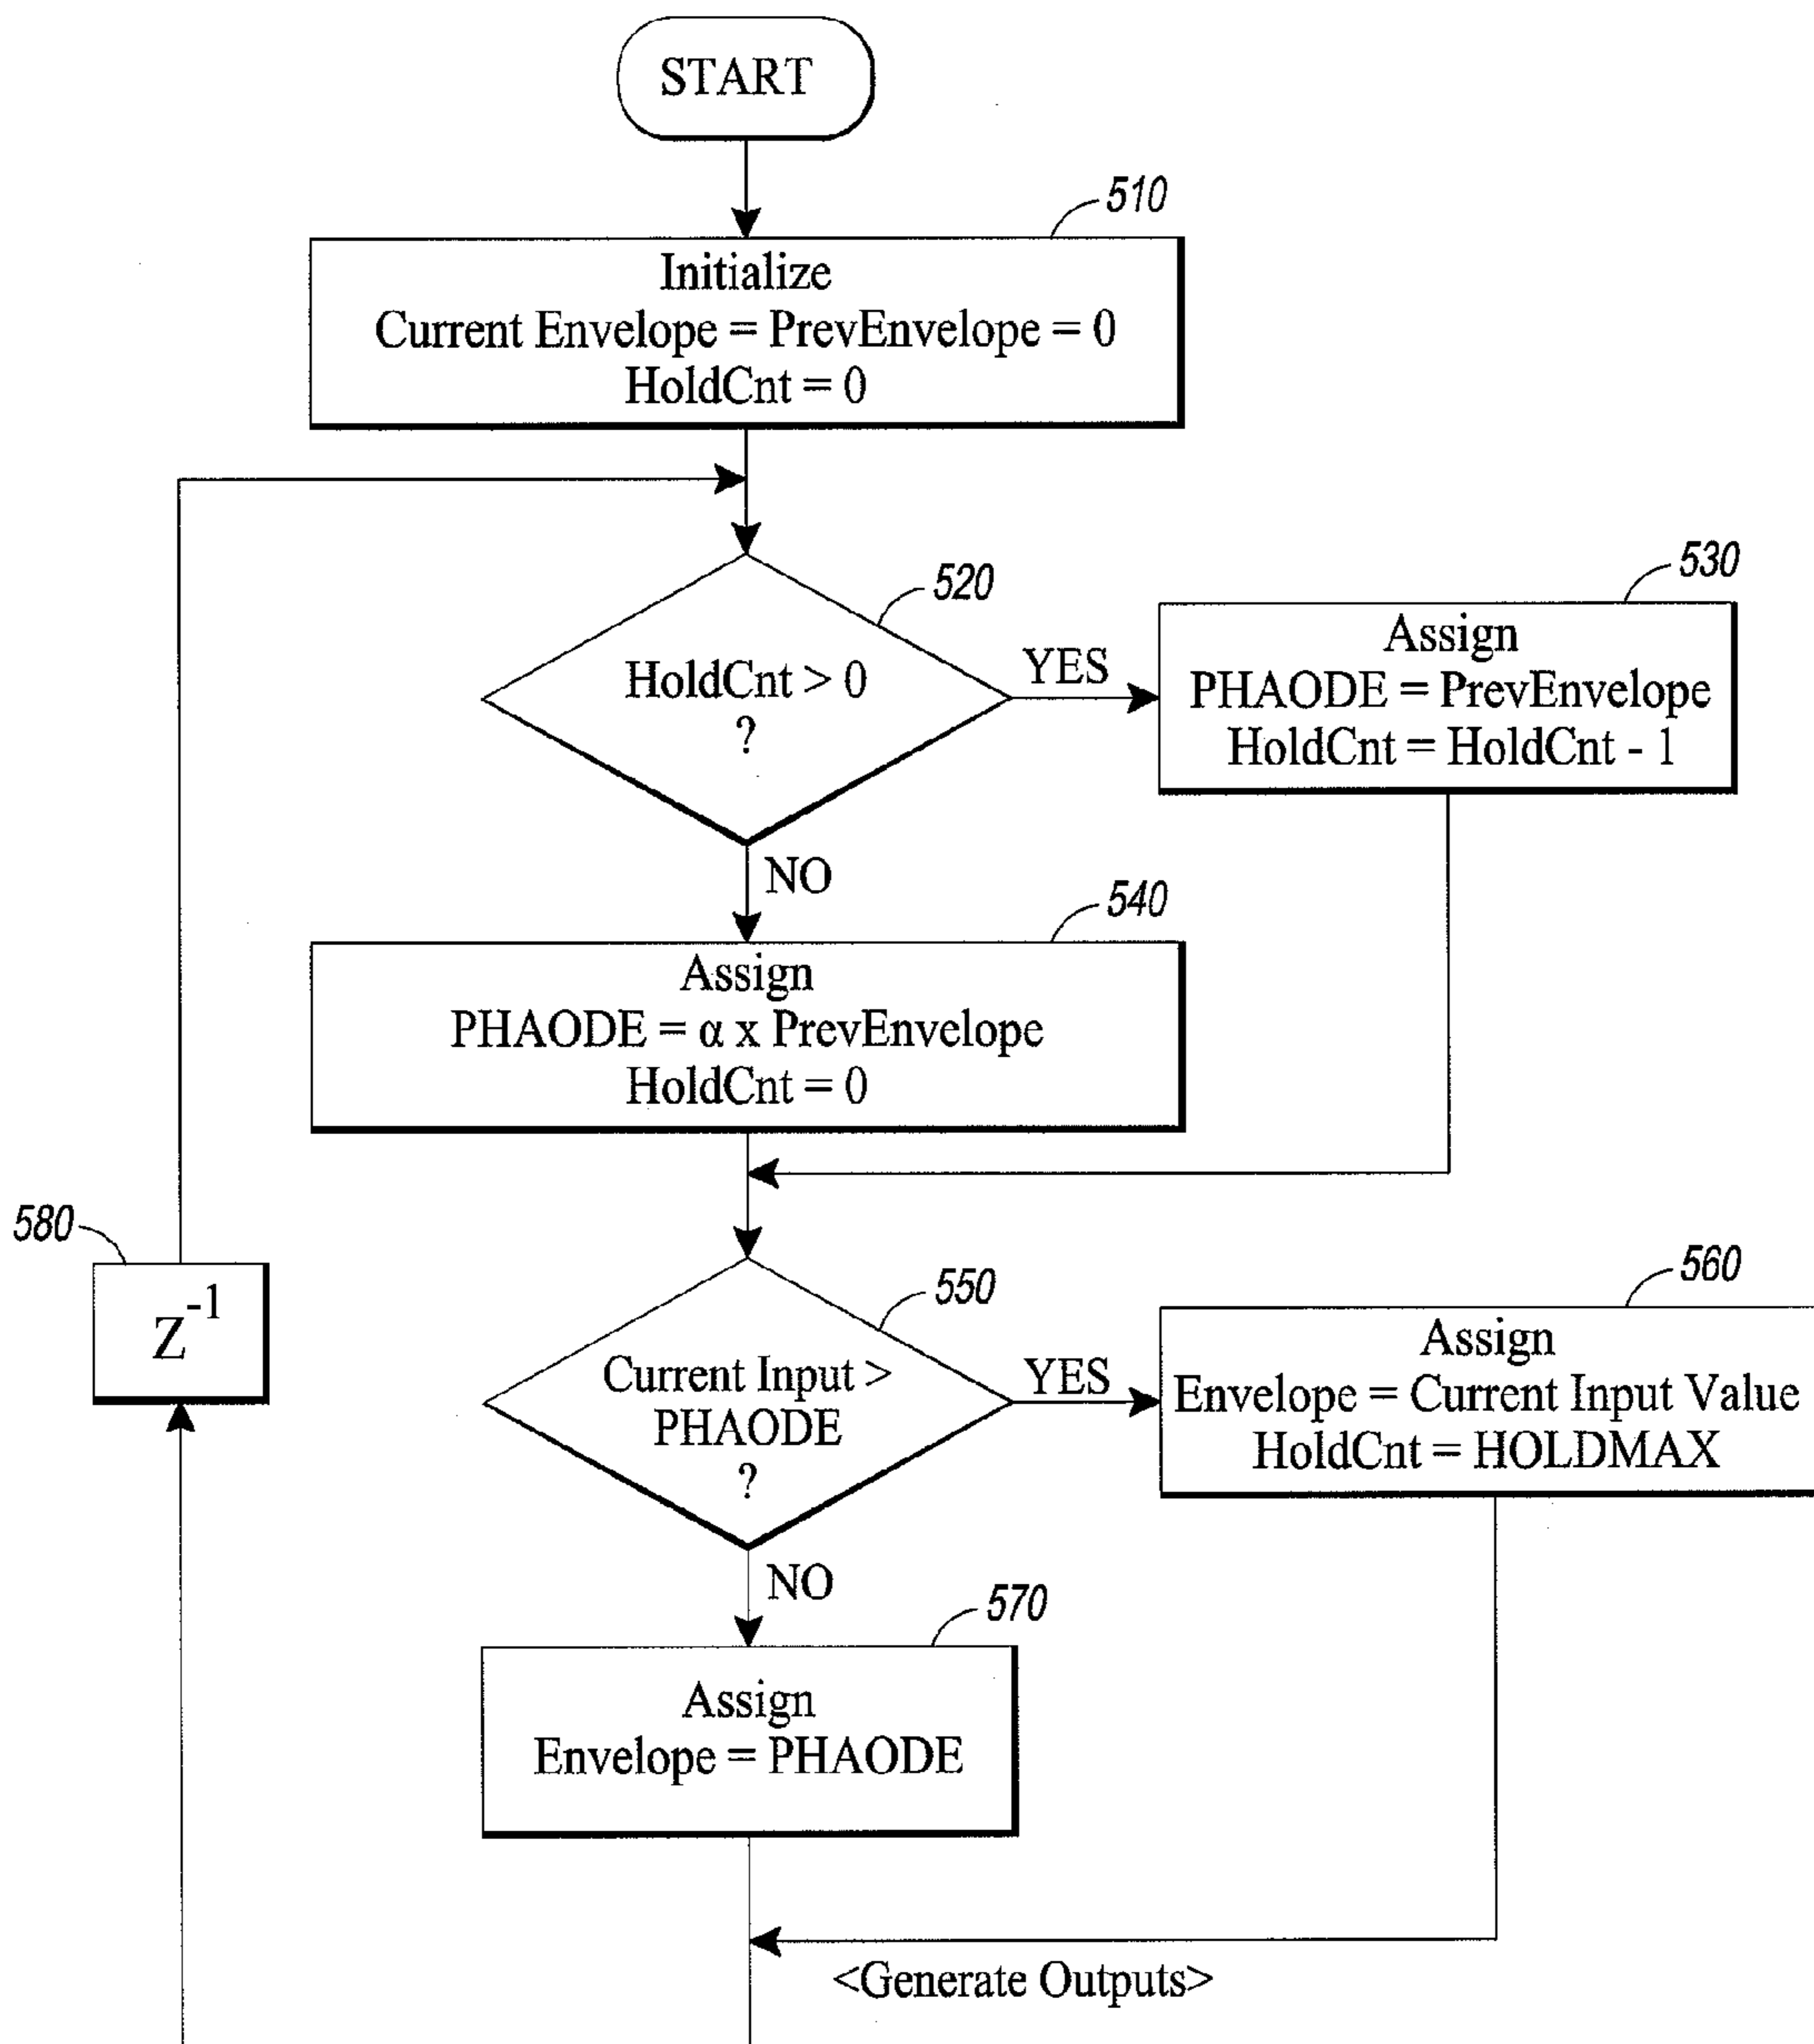 START
510
Initialize
Current Envelope = PrevEnvelope = 0
HoldCnt = 0
520
HoldCnt > 0
?
YES
530
Assign
PHAODE = PrevEnvelope
HoldCnt = HoldCnt - 1
NO
540
Assign
PHAODE = α x PrevEnvelope
HoldCnt = 0
580
Z-1
550
Current Input >
PHAODE
?
YES
560
Assign
Envelope = Current Input Value
HoldCnt = HOLDMAX
NO
570
Assign
Envelope = PHAODE
<Generate Outputs>